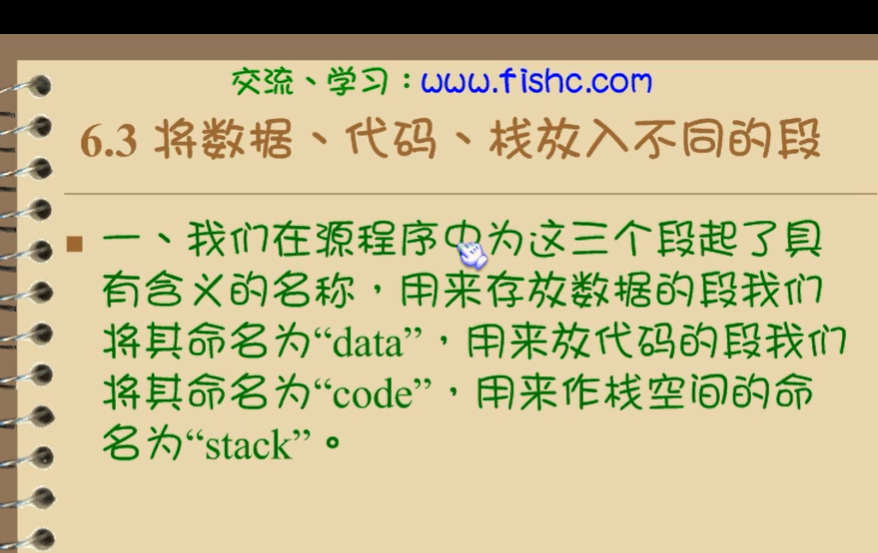 交流、学习：www.fishc.com
6.3 将数据、代码、栈放入不同的段
一、我们在源程序中为这三个段起了具
有含义的名称，用来存放数据的段我们
将其命名为“data”，用来放代码的段我们
将其命名为“code”，用来作栈空间的命
名为“stack”。